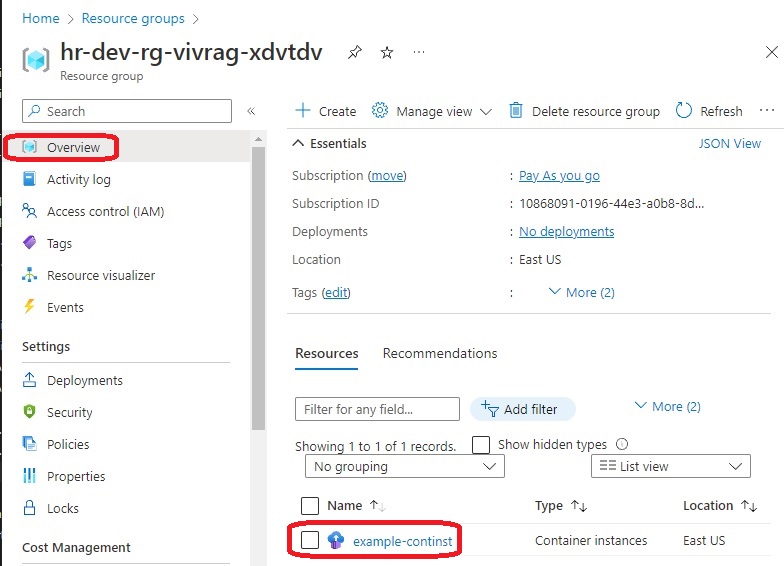 Home > Resource groups >
hr-dev-rg-vivrag-xdvtdv
Resource group
Search
Overview
Activity log
Access control (IAM)
Tags
Resource visualizer
Events
Settings
Deployments
Security
Policies
Properties
Locks
Cost Management
Create Manage view Delete resource group Refresh
Essentials JSON View
Subscription (move) : Pay As you go
Subscription ID : 10868091-0196-44e3-a0b8-8d...
Deployments : No deployments
Location : East US
Tags (edit) : More (2)
Resources Recommendations
Filter for any field... Add filter More (2)
Showing 1 to 1 of 1 records. Show hidden types
No grouping List view
Name Type Location
example-continst Container instances East US